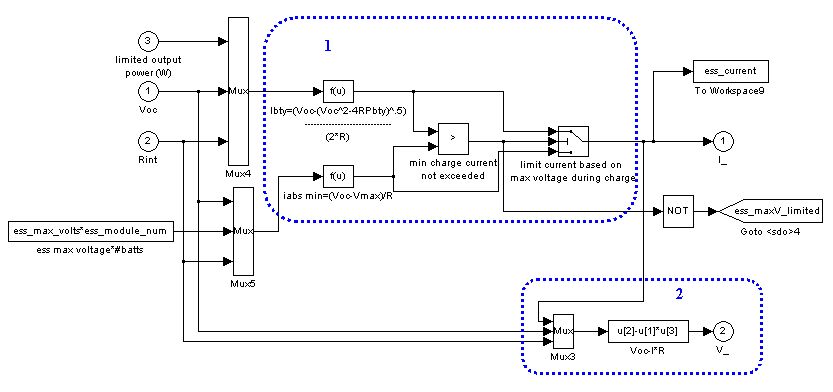 3
limited output
power (W)
1
Voc
2
Rint
Mux
Mux4
1
f(u)
Ibty=(Voc-(Voc^2-4RPbty)^.5)
------------------------------
(2*R)
>
min charge current
not exceeded
limit current based on
max voltage during charge
f(u)
iabs min=(Voc-Vmax)/R
ess_current
To Workspace9
1
I_
NOT
ess_maxV_limited
Goto <sdo>4
ess_max_volts*ess_module_num
ess max voltage*#batts
Mux
Mux5
2
Mux
Mux3
u[2]-u[1]*u[3]
Voc-I*R
2
V_